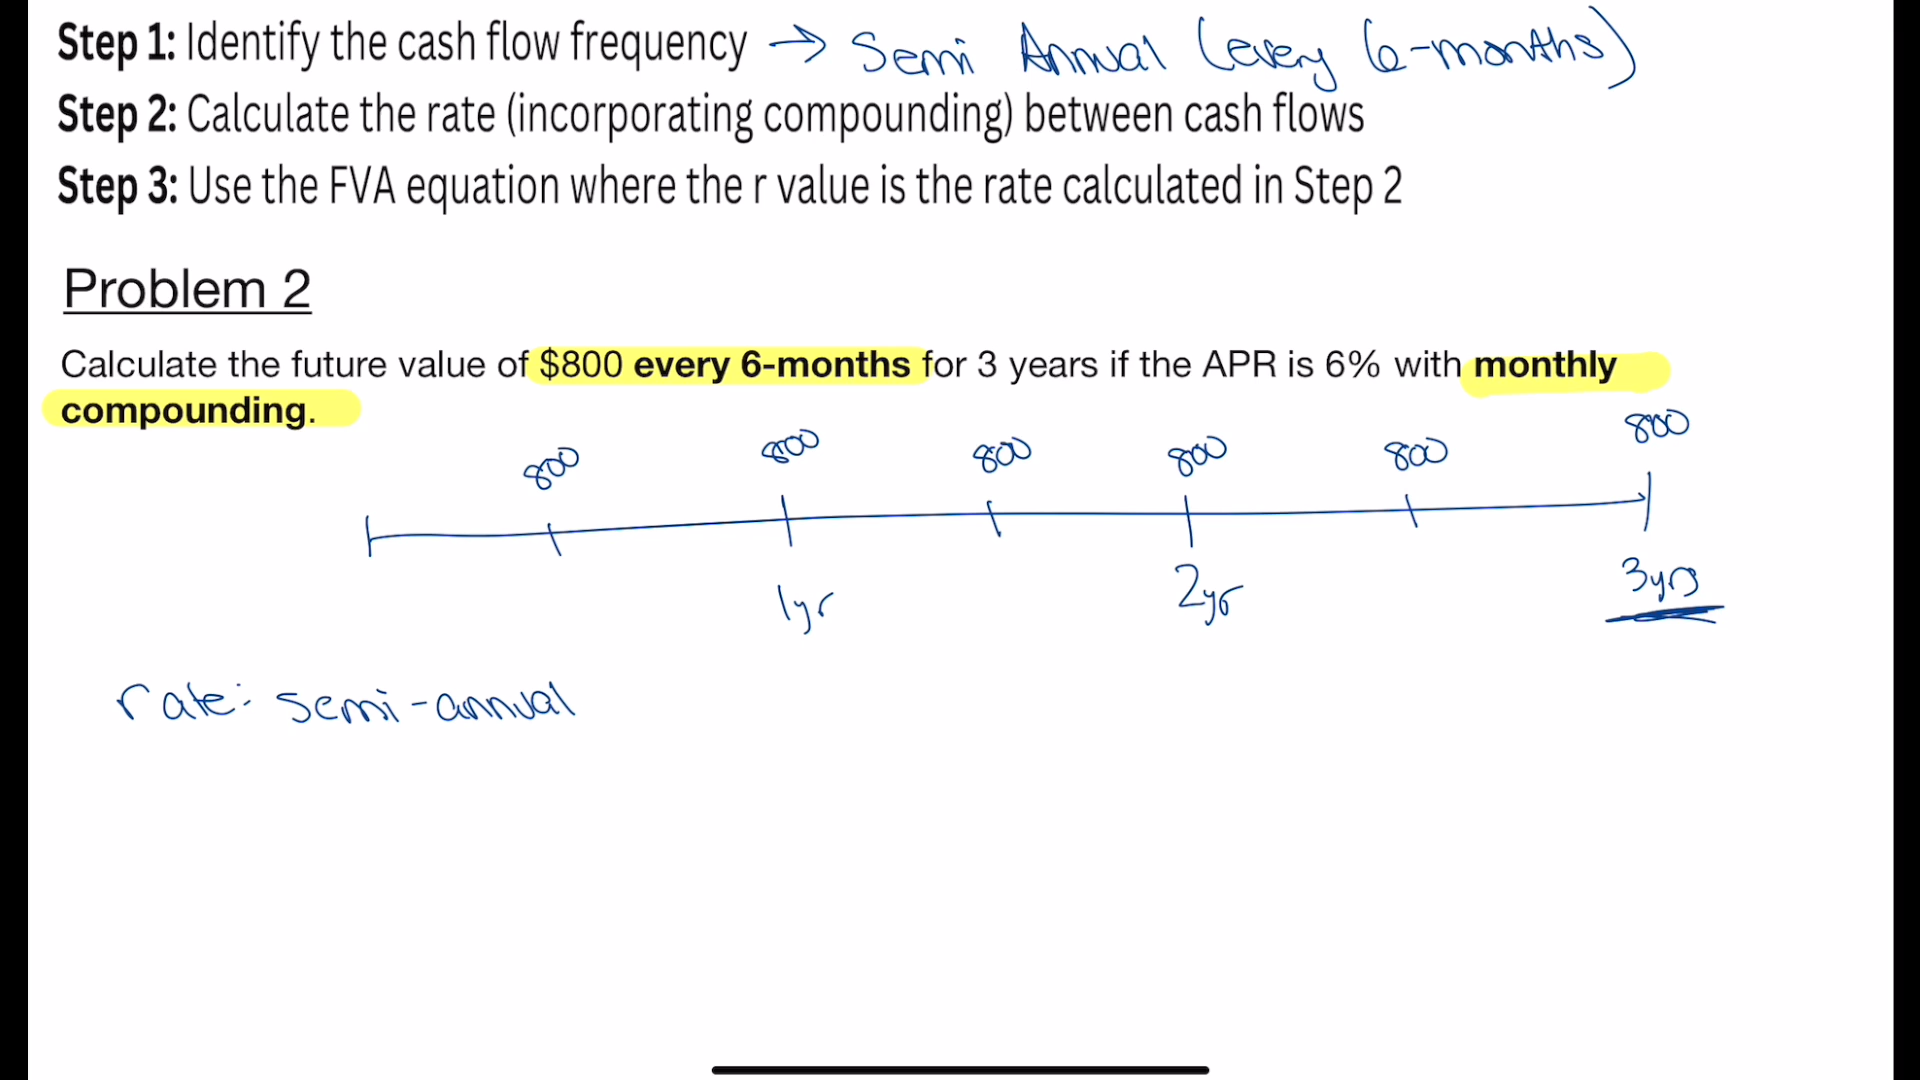 Step 1: Identify the cash flow frequency → Semi Annual (every 6-months)
Step 2: Calculate the rate (incorporating compounding) between cash flows
Step 3: Use the FVA equation where the r value is the rate calculated in Step 2
Problem 2
Calculate the future value of $800 every 6-months for 3 years if the APR is 6% with monthly
compounding.
800 800 800 800 800 800
1yr 2yr 3yrs
rate: semi-annual